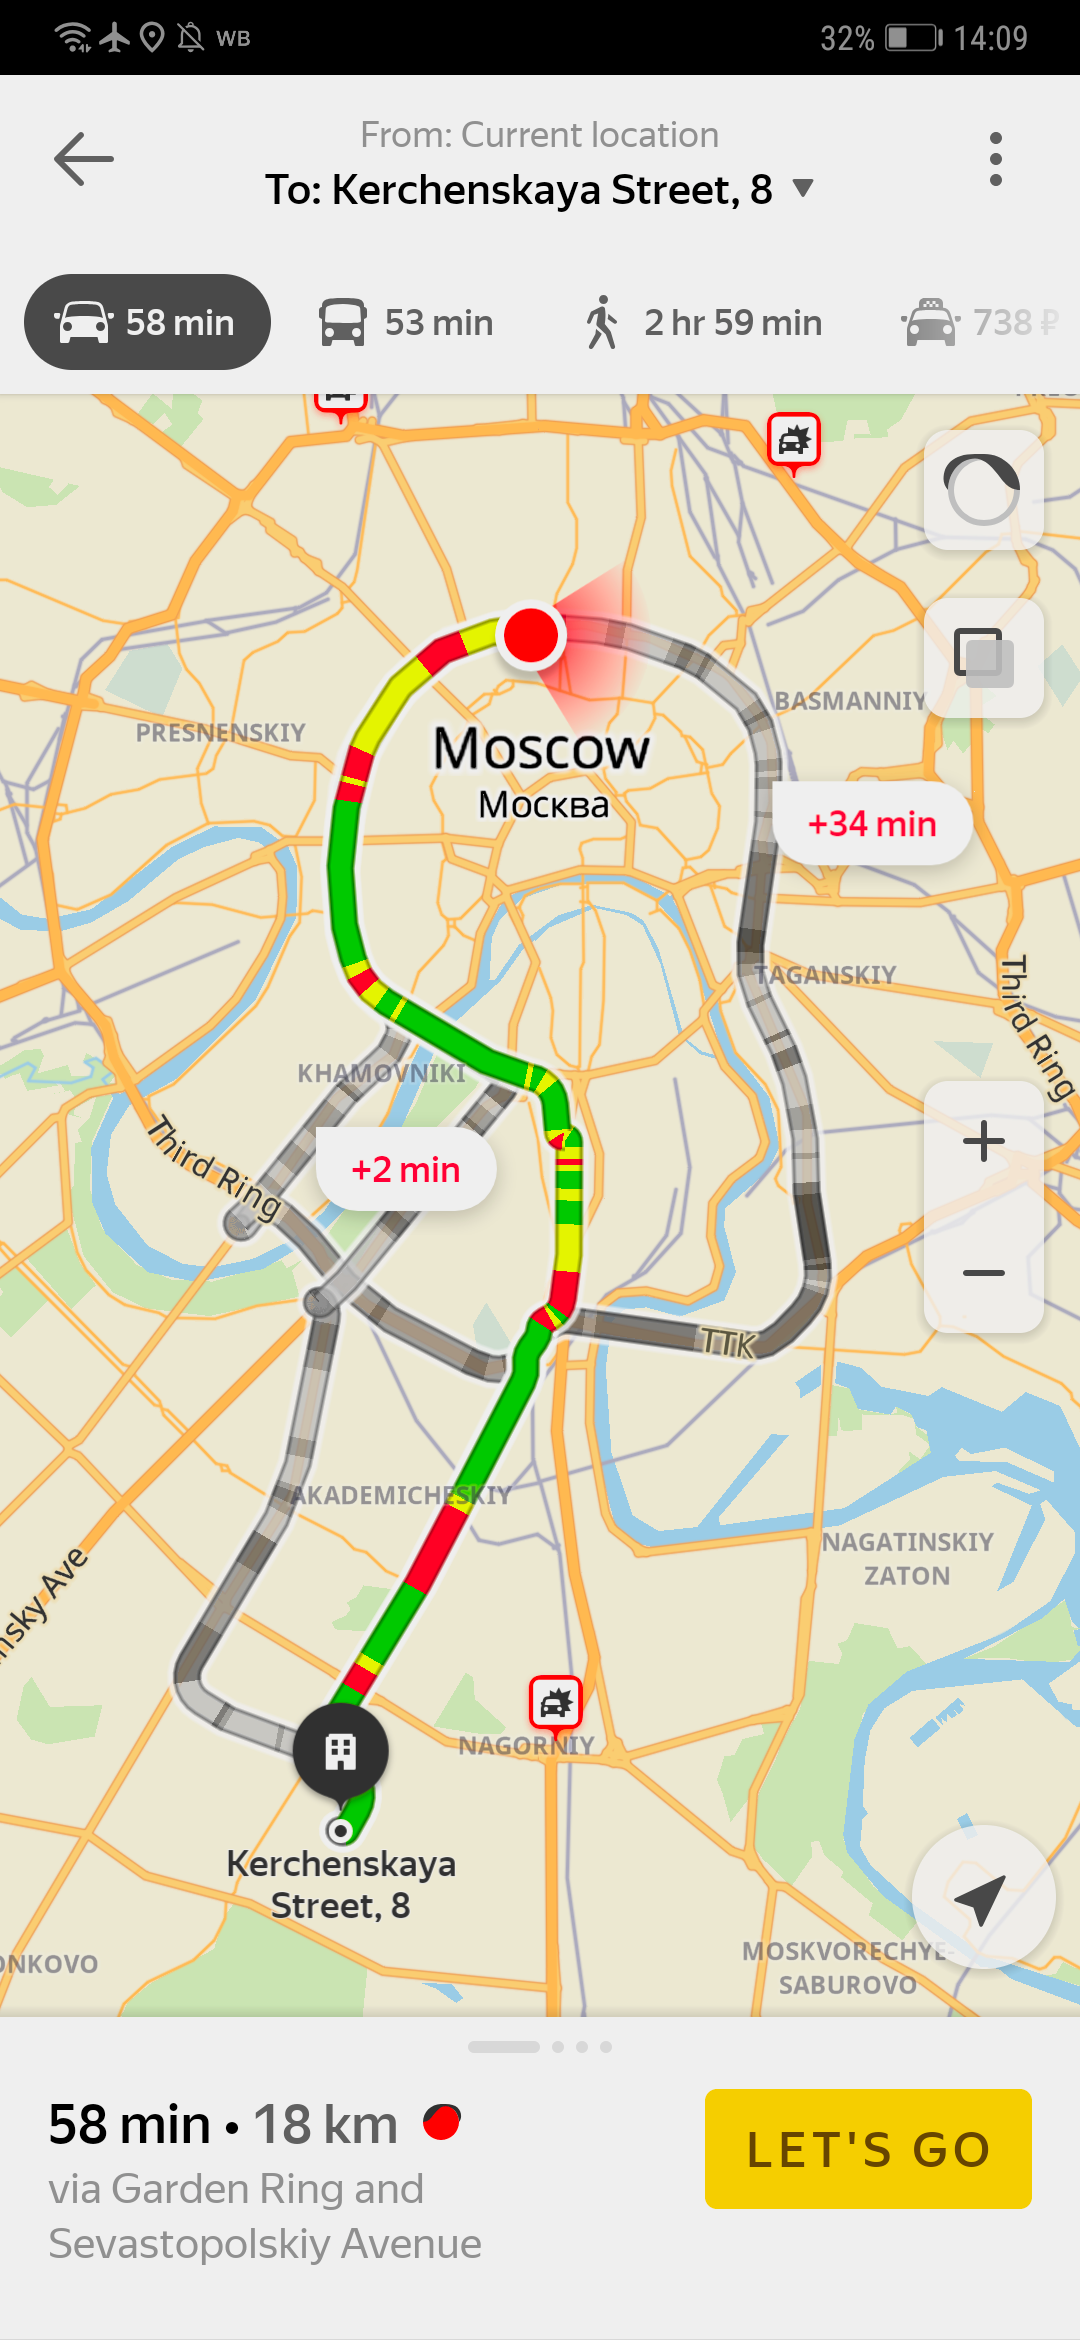 WB
32%
14:09
From: Current location
To: Kerchenskaya Street, 8
58 min
53 min
2 hr 59 min
738 ₽
BASMANNIY
PRESNENSKIY
Moscow
Москва
+34 min
TAGANSKIY
Third Ring
KHAMOVNIKI
Third Ring
+2 min
TTK
AKADEMICHESKIY
NAGATINSKIY
ZATON
nsky Ave
NAGORNIY
Kerchenskaya
Street, 8
ONKOVO
MOSKVORECHYE-
SABUROVO
58 min • 18 km
LET'S GO
via Garden Ring and
Sevastopolskiy Avenue